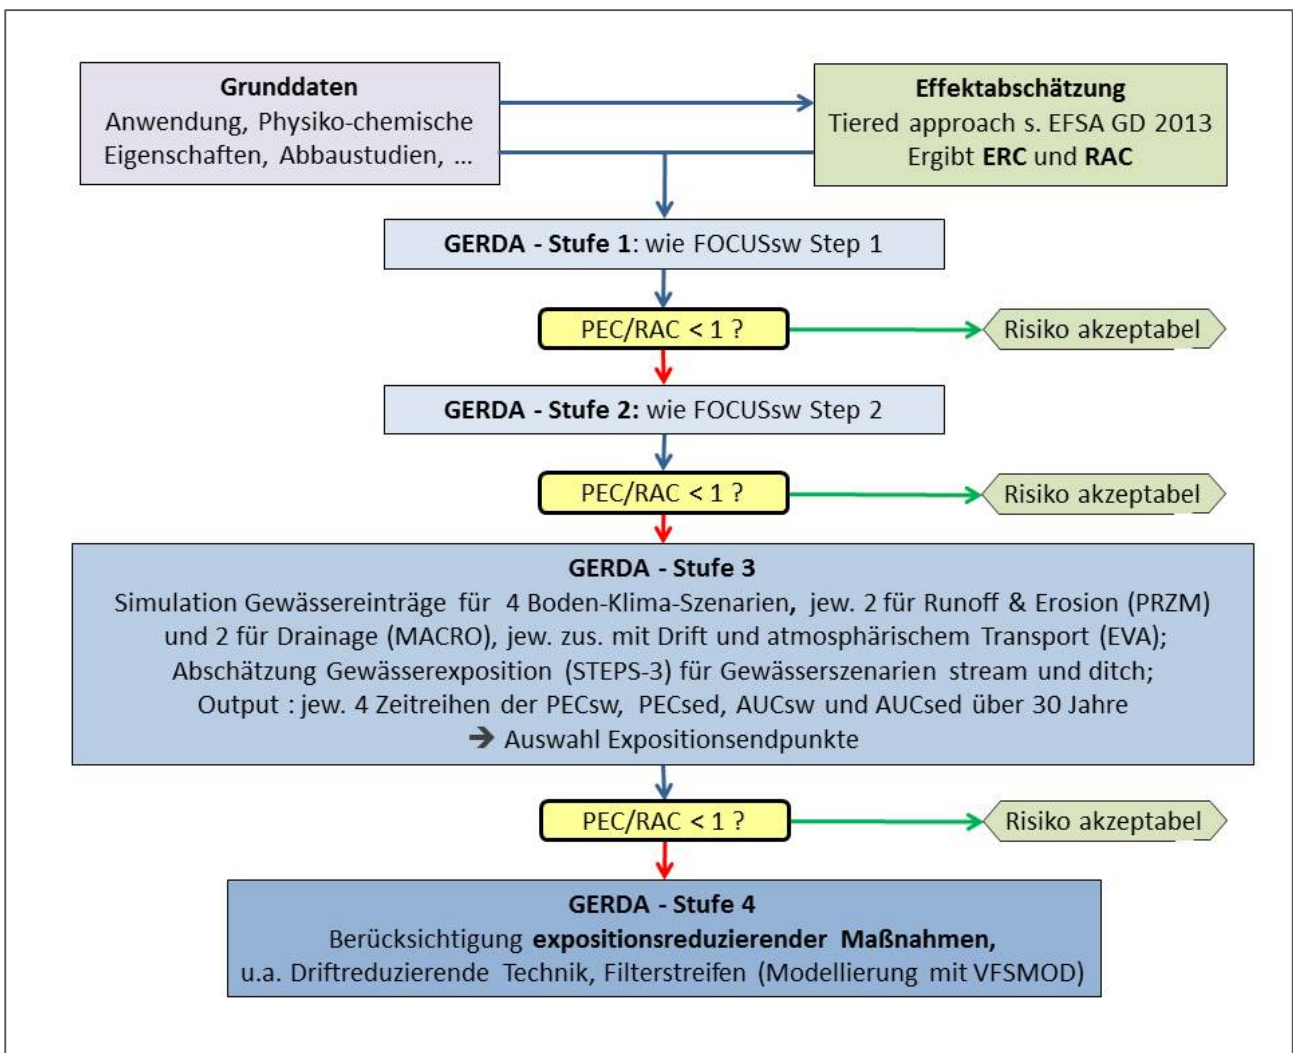 Grunddaten
Anwendung, Physiko-chemische
Eigenschaften, Abbaustudien, ...
Effektabschätzung
Tiered approach s. EFSA GD 2013
Ergibt ERC und RAC
GERDA - Stufe 1: wie FOCUSsw Step 1
PEC/RAC < 1 ?
Risiko akzeptabel
GERDA - Stufe 2: wie FOCUSsw Step 2
PEC/RAC < 1 ?
Risiko akzeptabel
GERDA - Stufe 3
Simulation Gewässereinträge für 4 Boden-Klima-Szenarien, jew. 2 für Runoff & Erosion (PRZM)
und 2 für Drainage (MACRO), jew. zus. mit Drift und atmosphärischem Transport (EVA);
Abschätzung Gewässerexposition (STEPS-3) für Gewässerszenarien stream und ditch;
Output : jew. 4 Zeitreihen der PECsw, PECsed, AUCsw und AUCsed über 30 Jahre
➔ Auswahl Expositionsendpunkte
PEC/RAC < 1 ?
Risiko akzeptabel
GERDA - Stufe 4
Berücksichtigung expositionsreduzierender Maßnahmen,
u.a. Driftreduzierende Technik, Filterstreifen (Modellierung mit VFSMOD)